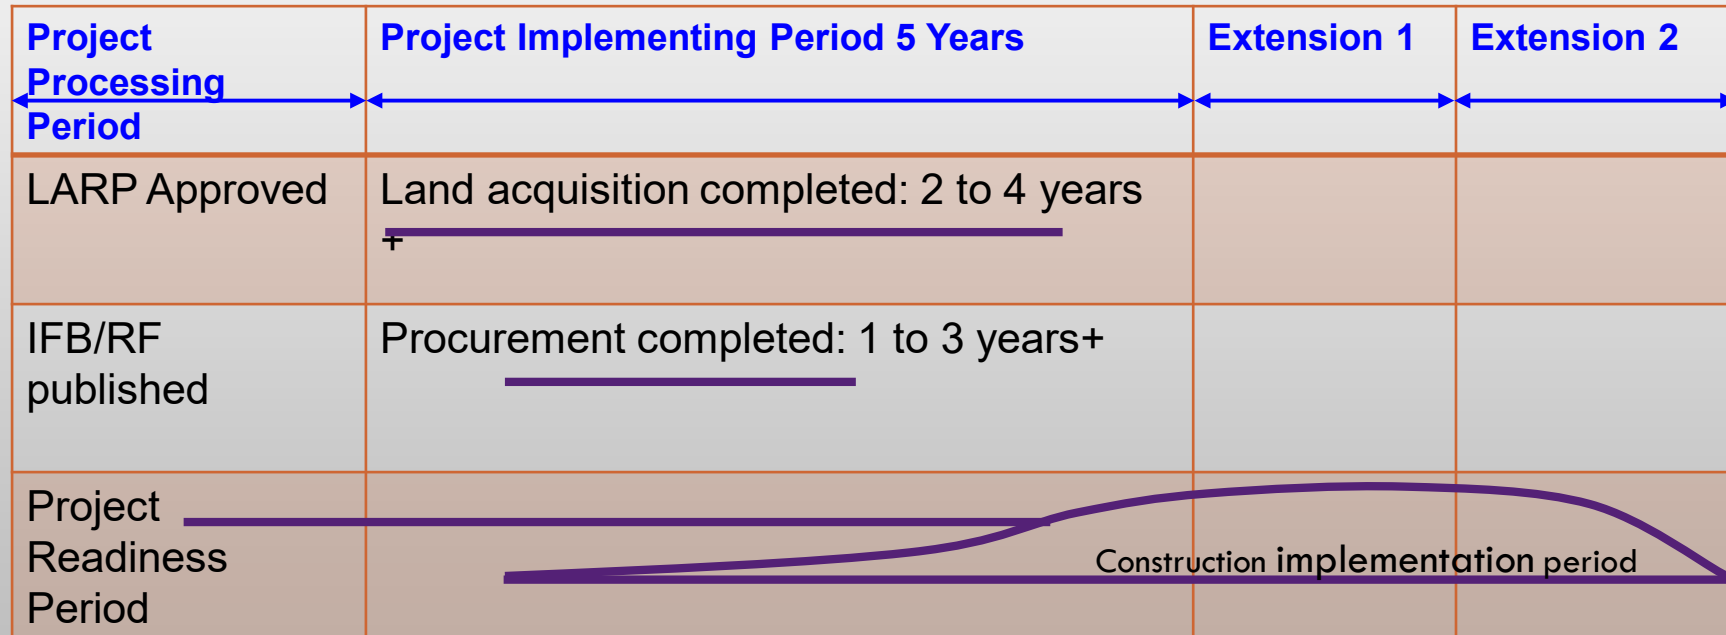 Project
Processing
Period
Project Implementing Period 5 Years
Extension 1
Extension 2
LARP Approved
Land acquisition completed: 2 to 4 years
+
IFB/RF
published
Procurement completed: 1 to 3 years+
Project
Readiness
Period
Construction implementation period